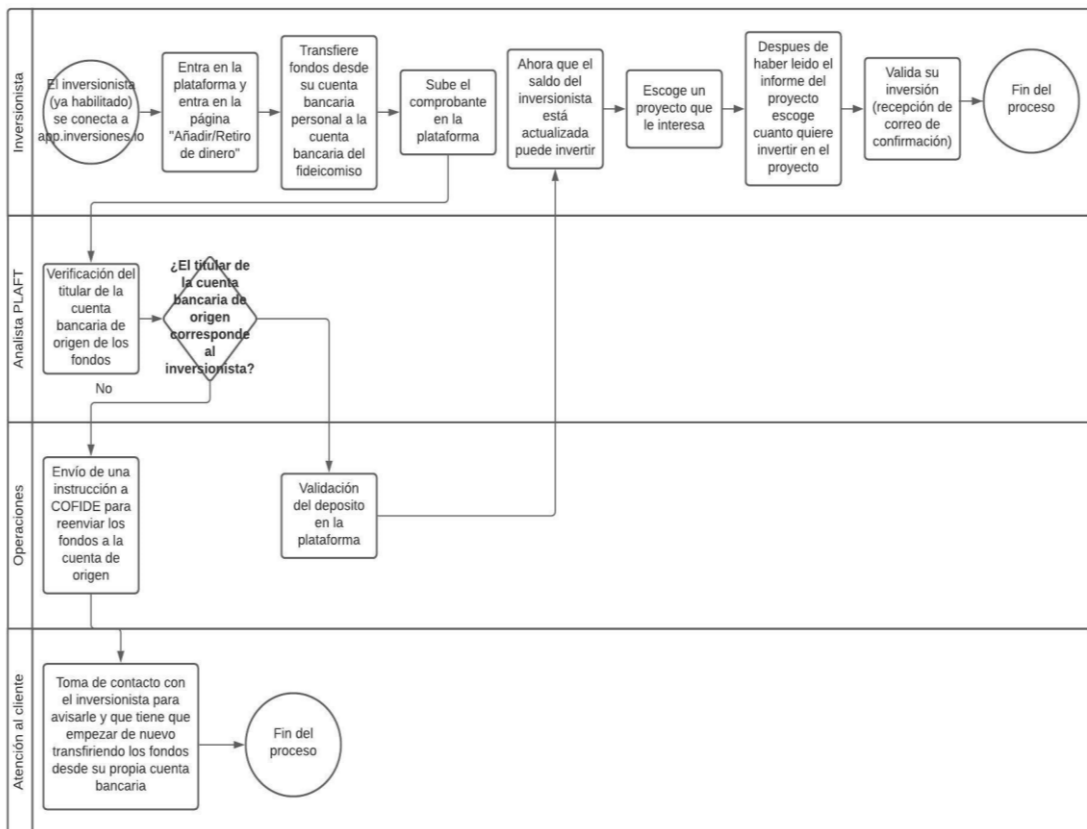 Inversionista
El inversionista
(ya habilitado)
se conecta a
app.inversiones.io
Entra en la
plataforma y
entra en la
página
"Añadir/Retiro
de dinero"
Transfiere
fondos desde
su cuenta
bancaria
personal a la
cuenta
bancaria del
fideicomiso
Sube el
comprobante
en la
plataforma
Ahora que el
saldo del
inversionista
está
actualizada
puede invertir
Escoge un
proyecto que
le interesa
Despues de
haber leido el
informe del
proyecto
escoge
cuanto quiere
invertir en el
proyecto
Valida su
inversión
(recepción de
correo de
confirmación)
Fin del
proceso
Analista PLAFT
Verificación del
titular de la
cuenta
bancaria de
origen de los
fondos
¿El titular de
la cuenta
bancaria de
origen
corresponde
al
inversionista?
No
Operaciones
Envío de una
instrucción a
COFIDE para
reenviar los
fondos a la
cuenta de
origen
Validación
del deposito
en la
plataforma
Atención al cliente
Toma de contacto con
el inversionista para
avisarle y que tiene que
empezar de nuevo
transfiriendo los fondos
desde su propia cuenta
bancaria
Fin del
proceso